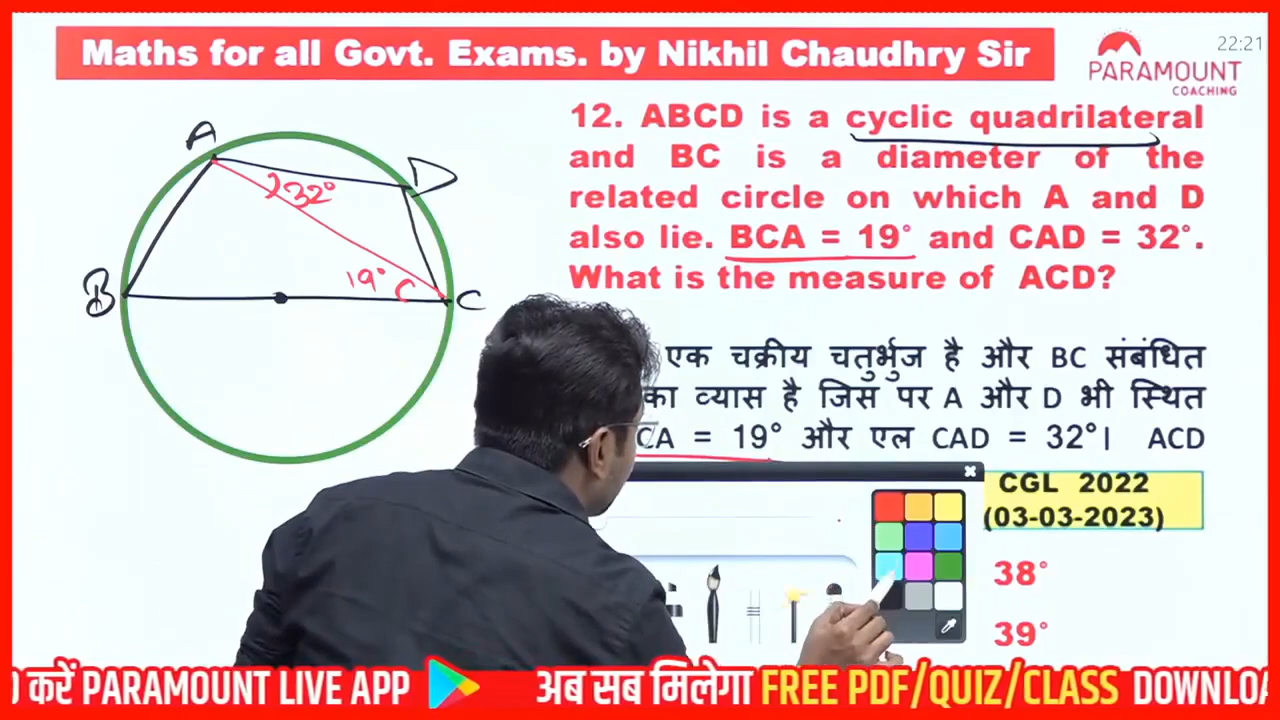 Maths for all Govt. Exams. by Nikhil Chaudhry Sir
22:21
PARAMOUNT
COACHING
12. ABCD is a cyclic quadrilateral
and BC is a diameter of the
related circle on which A and D
also lie. BCA = 19° and CAD = 32°.
What is the measure of ACD?
A
D
32°
19°
B
C
एक चक्रीय चतुर्भुज है और BC संबंधित
का व्यास है जिस पर A और D भी स्थित
CA = 19° और एल CAD = 32°। ACD
CGL 2022
(03-03-2023)
38°
39°
करें PARAMOUNT LIVE APP
अब सब मिलेगा FREE PDF/QUIZ/CLASS